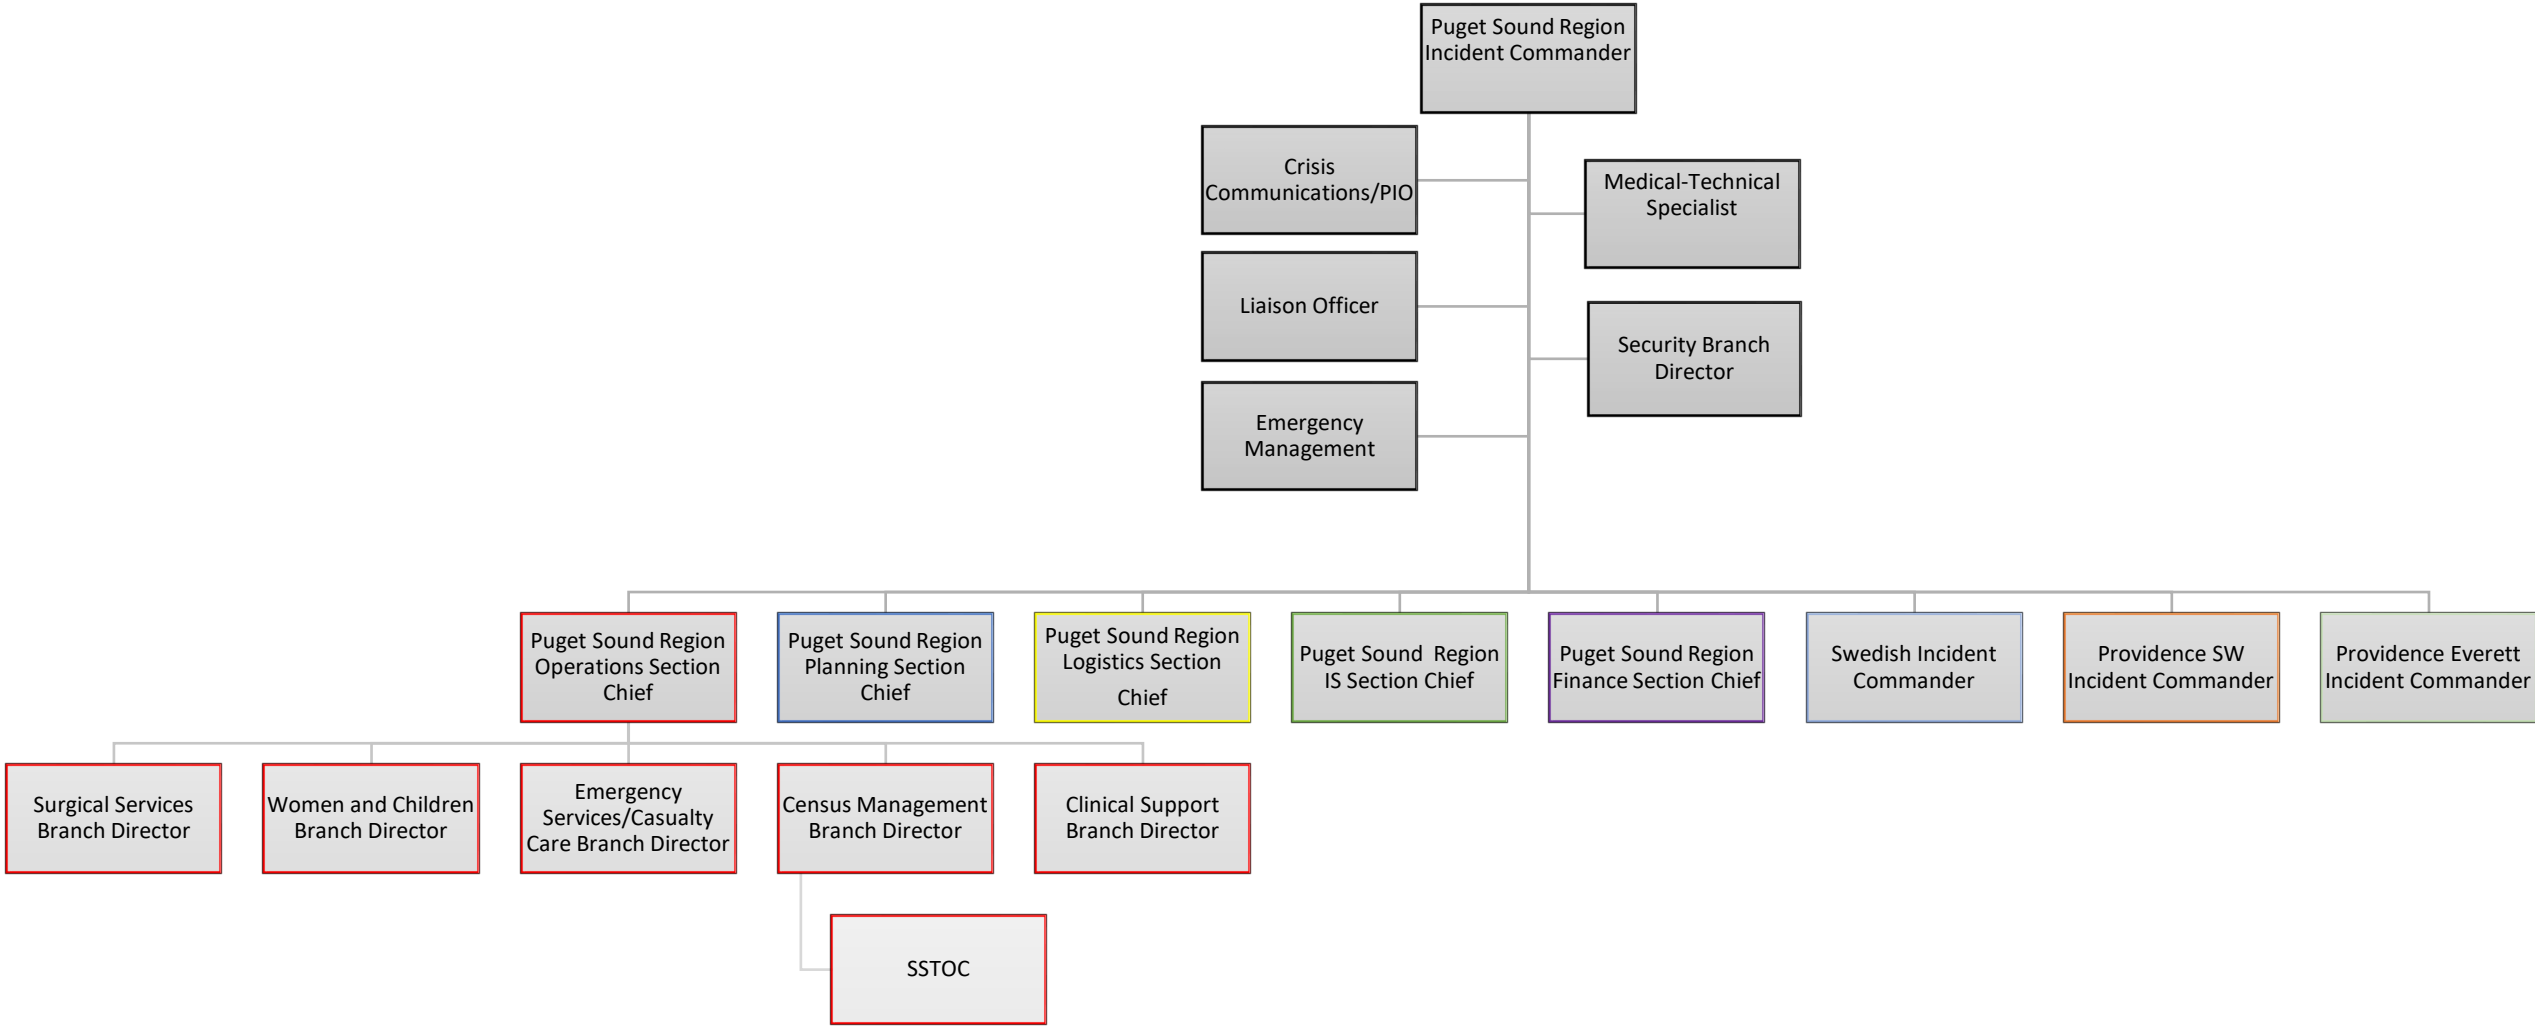 Puget Sound Region
Incident Commander
Crisis
Communications/PIO
Medical-Technical
Specialist
Liaison Officer
Security Branch
Director
Emergency
Management
Puget Sound Region
Operations Section
Chief
Puget Sound Region
Planning Section
Chief
Puget Sound Region
Logistics Section
Chief
Puget Sound  Region
IS Section Chief
Puget Sound Region
Finance Section Chief
Swedish Incident
Commander
Providence SW
Incident Commander
Providence Everett
Incident Commander
Surgical Services
Branch Director
Women and Children
Branch Director
Emergency
Services/Casualty
Care Branch Director
Census Management
Branch Director
Clinical Support
Branch Director
SSTOC